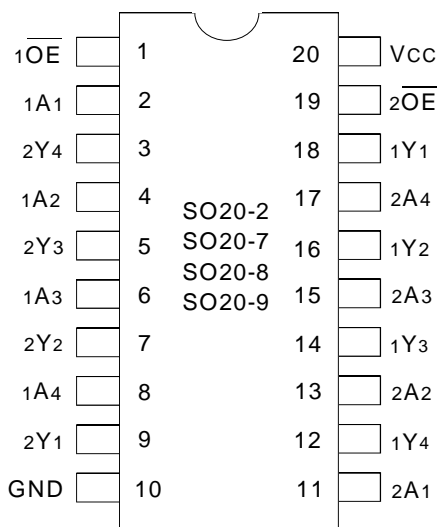 1O̅E̅ 1 20 VCC
1A1 2 19 2O̅E̅
2Y4 3 18 1Y1
1A2 4 17 2A4
SO20-2
2Y3 5 SO20-7 16 1Y2
SO20-8
1A3 6 SO20-9 15 2A3
2Y2 7 14 1Y3
1A4 8 13 2A2
2Y1 9 12 1Y4
GND 10 11 2A1